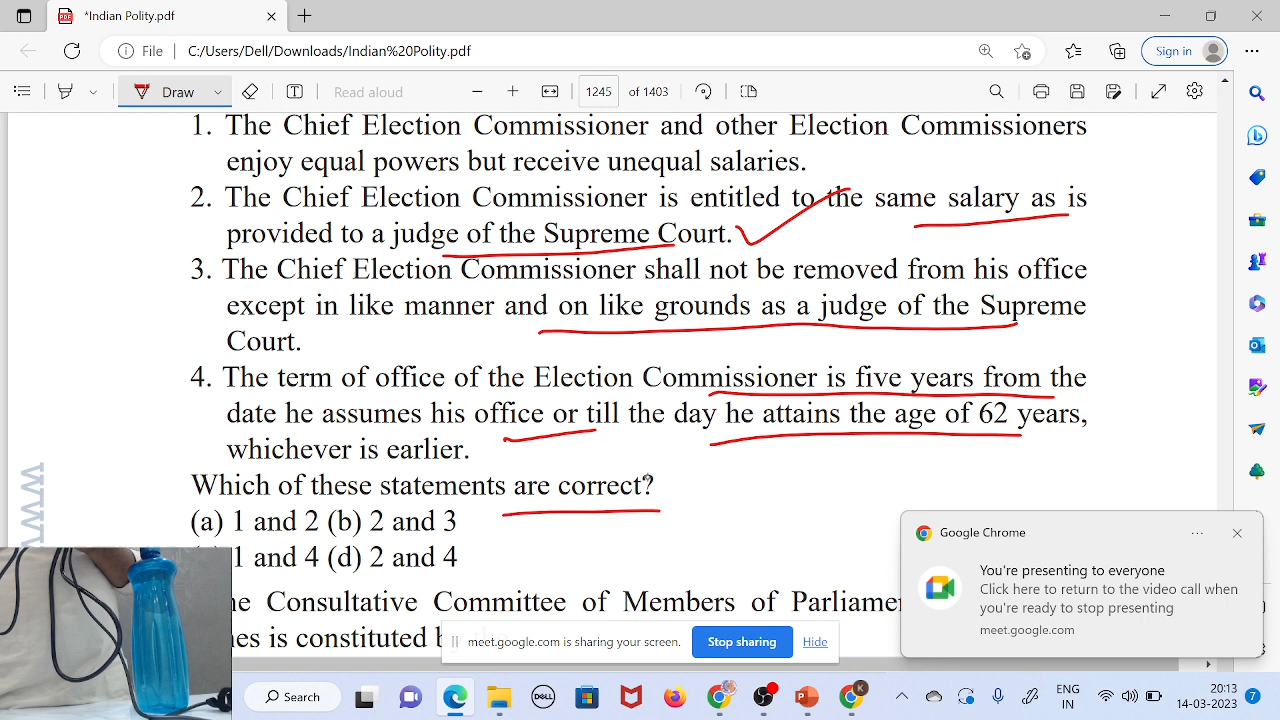 *Indian Polity.pdf
File
C:/Users/Dell/Downloads/Indian%20Polity.pdf
Sign in
Draw
Read aloud
1245
of 1403
1. The Chief Election Commissioner and other Election Commissioners
enjoy equal powers but receive unequal salaries.
2. The Chief Election Commissioner is entitled to the same salary as is
provided to a judge of the Supreme Court.
3. The Chief Election Commissioner shall not be removed from his office
except in like manner and on like grounds as a judge of the Supreme
Court.
4. The term of office of the Election Commissioner is five years from the
date he assumes his office or till the day he attains the age of 62 years,
whichever is earlier.
Which of these statements are correct?
(a) 1 and 2 (b) 2 and 3
1 and 4 (d) 2 and 4
Consultative Committee of Members of
is constituted
Google Chrome
You're presenting to everyone
Click here to return to the video call when
you're ready to stop presenting
meet.google.com
meet.google.com is sharing your screen.
Stop sharing
Hide
Search
DELL
ENG
IN
20:13
14-03-2023
7